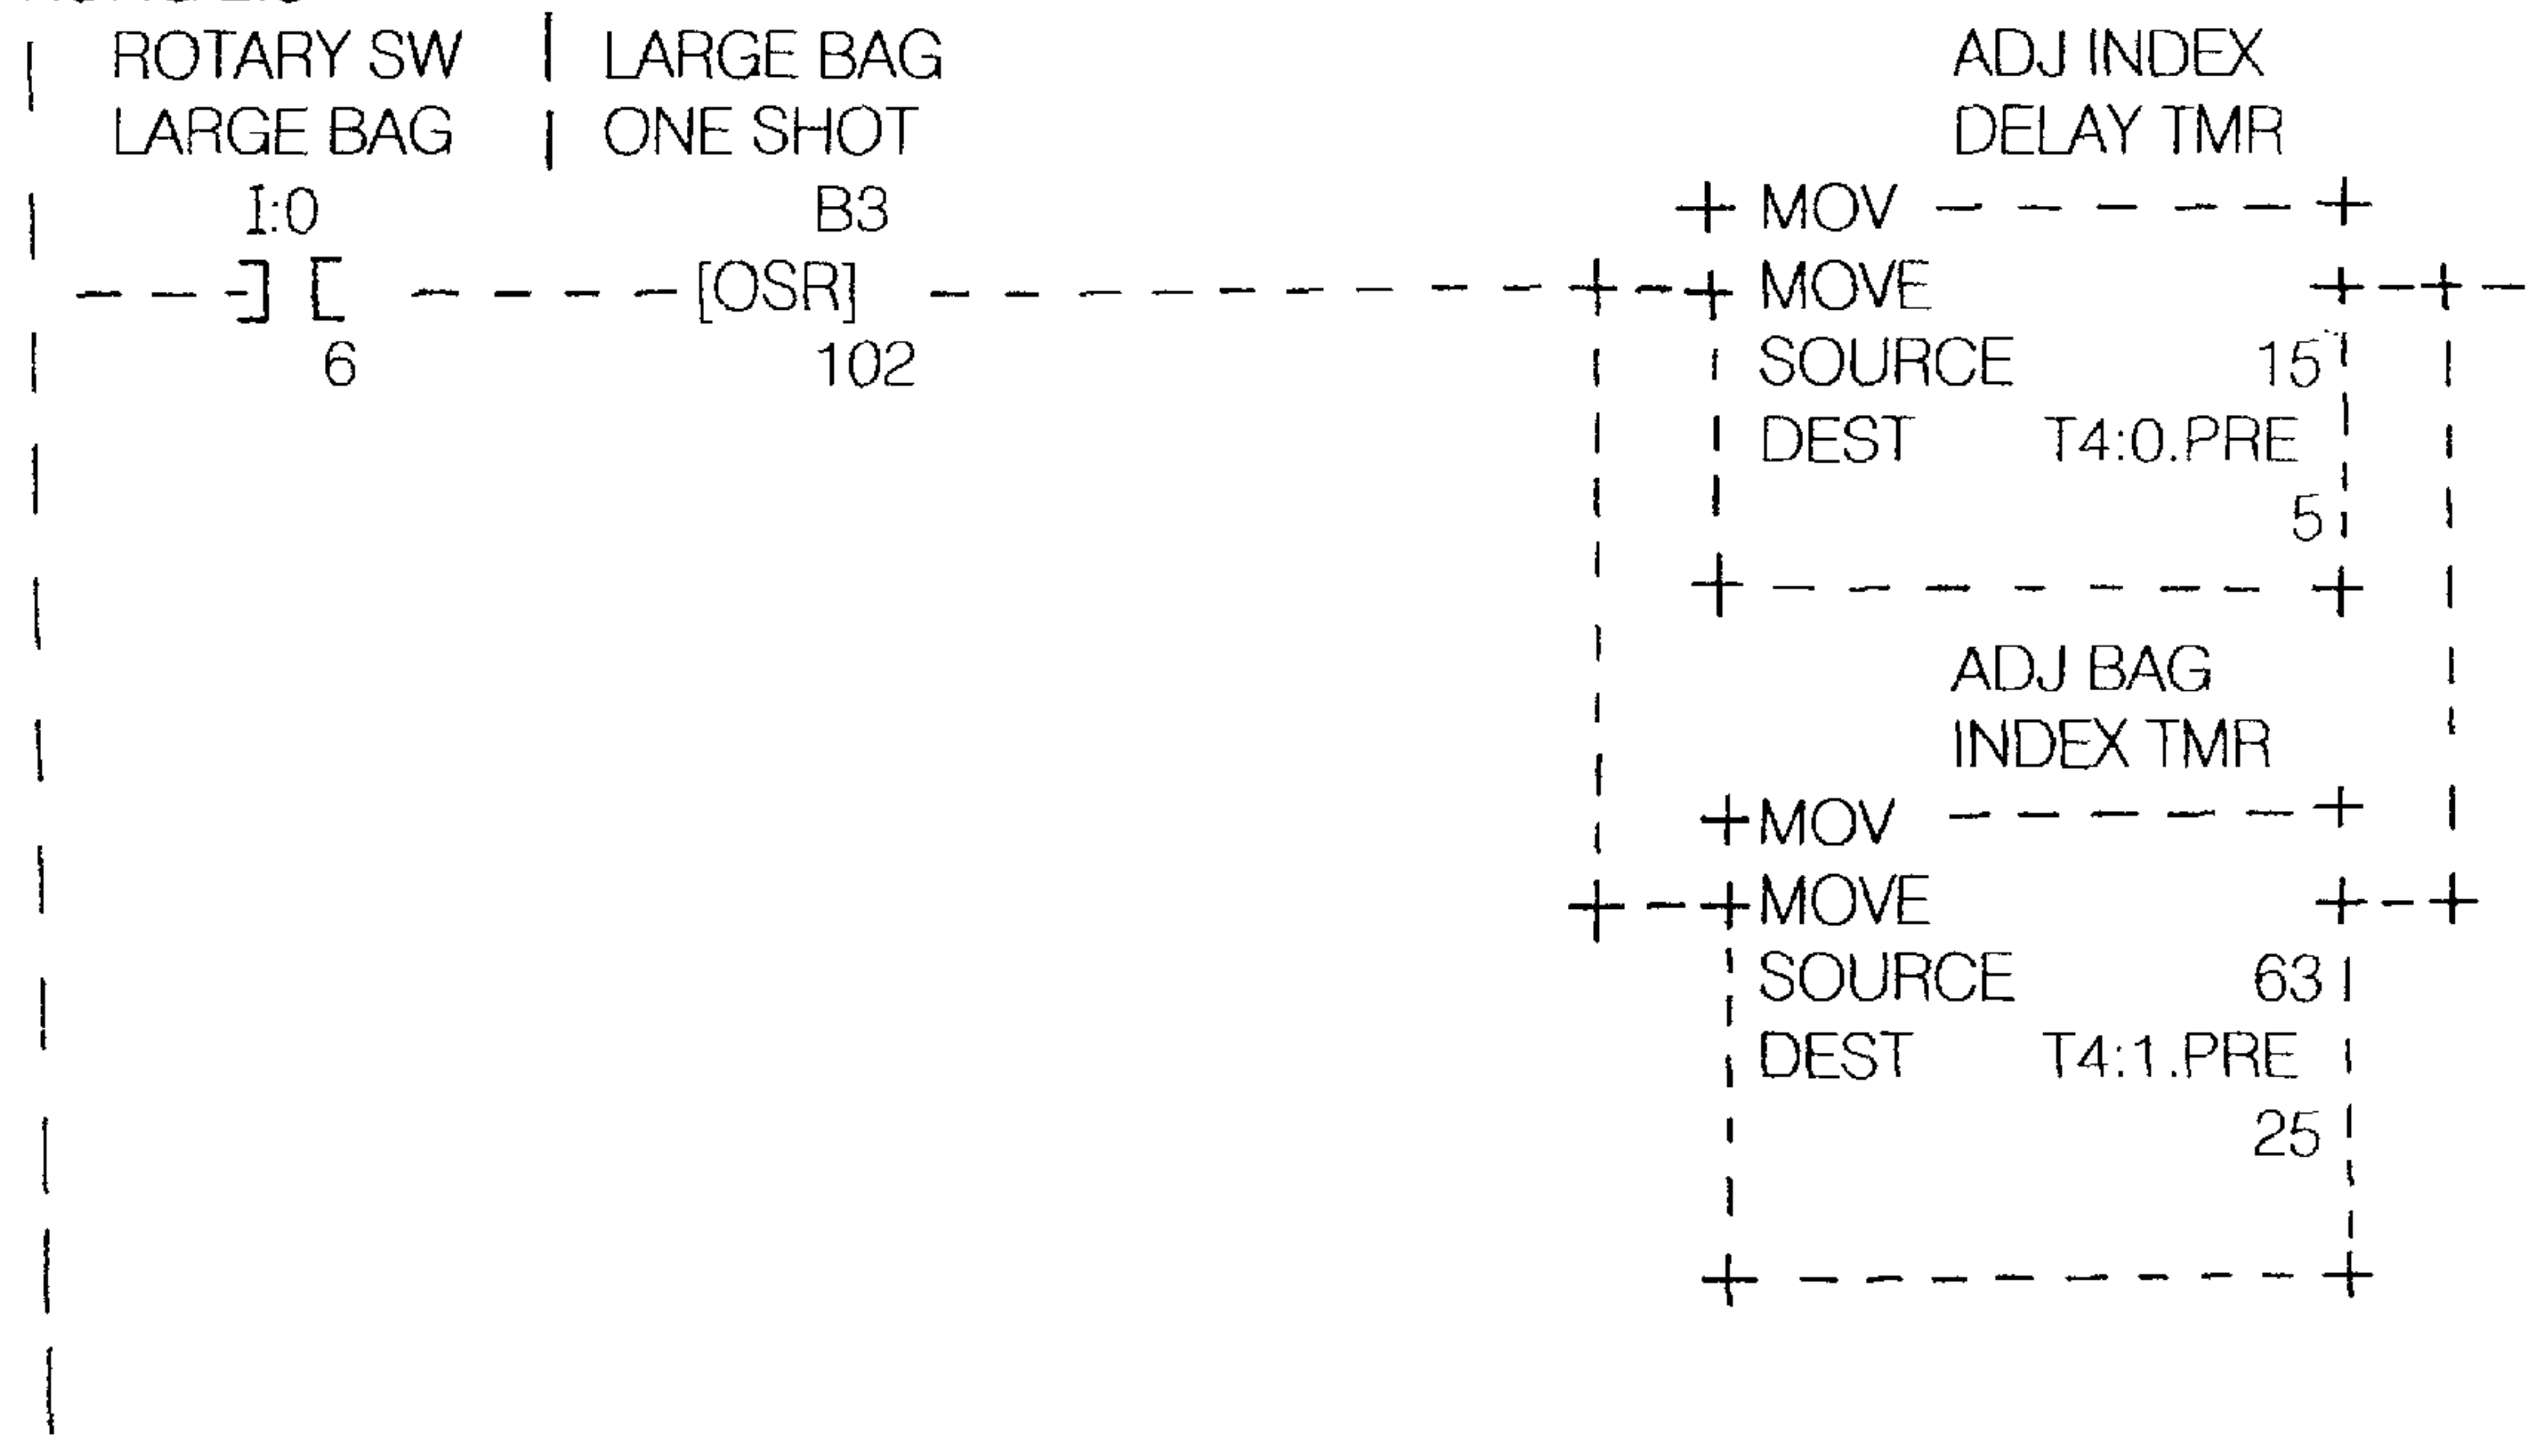 ROTARY SW | LARGE BAG
LARGE BAG | ONE SHOT
I:0 B3
] [ [OSR]
6 102
ADJ INDEX
DELAY TMR
MOV
MOVE
SOURCE 15
DEST T4:0.PRE
5
ADJ BAG
INDEX TMR
MOV
MOVE
SOURCE 63
DEST T4:1.PRE
25